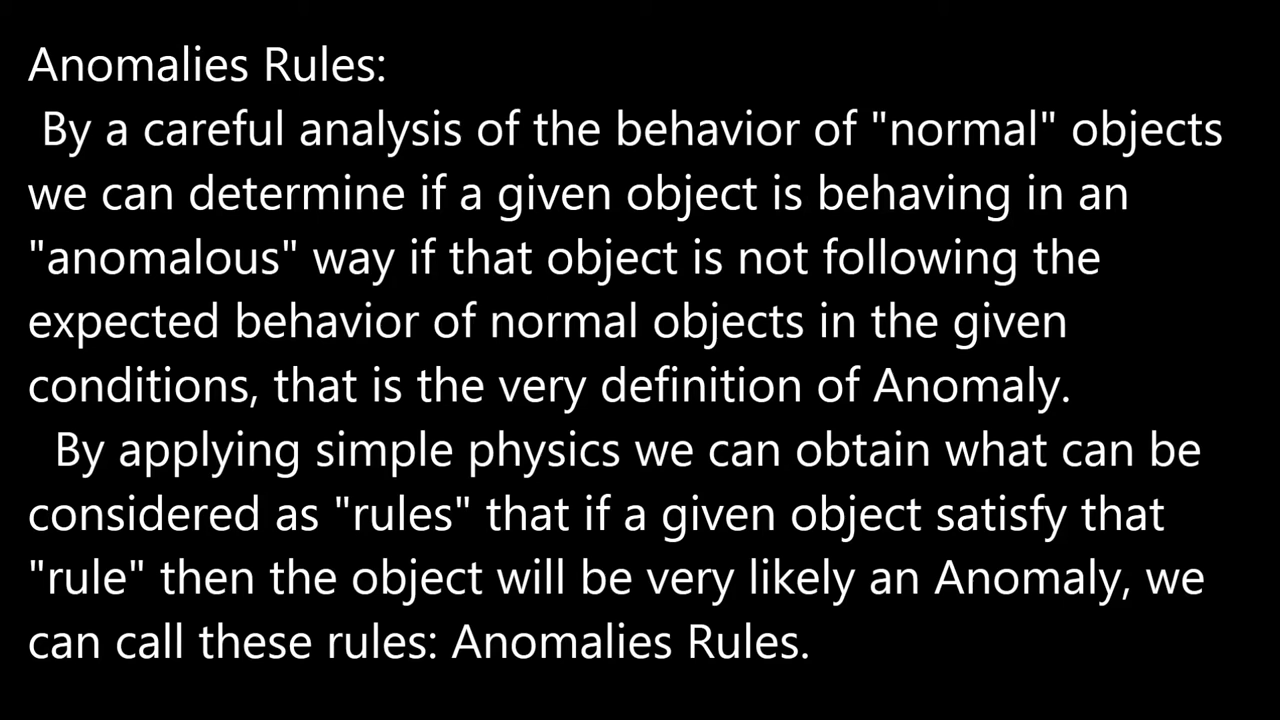 Anomalies Rules:
By a careful analysis of the behavior of "normal" objects
we can determine if a given object is behaving in an
"anomalous" way if that object is not following the
expected behavior of normal objects in the given
conditions, that is the very definition of Anomaly.
By applying simple physics we can obtain what can be
considered as "rules" that if a given object satisfy that
"rule" then the object will be very likely an Anomaly, we
can call these rules: Anomalies Rules.